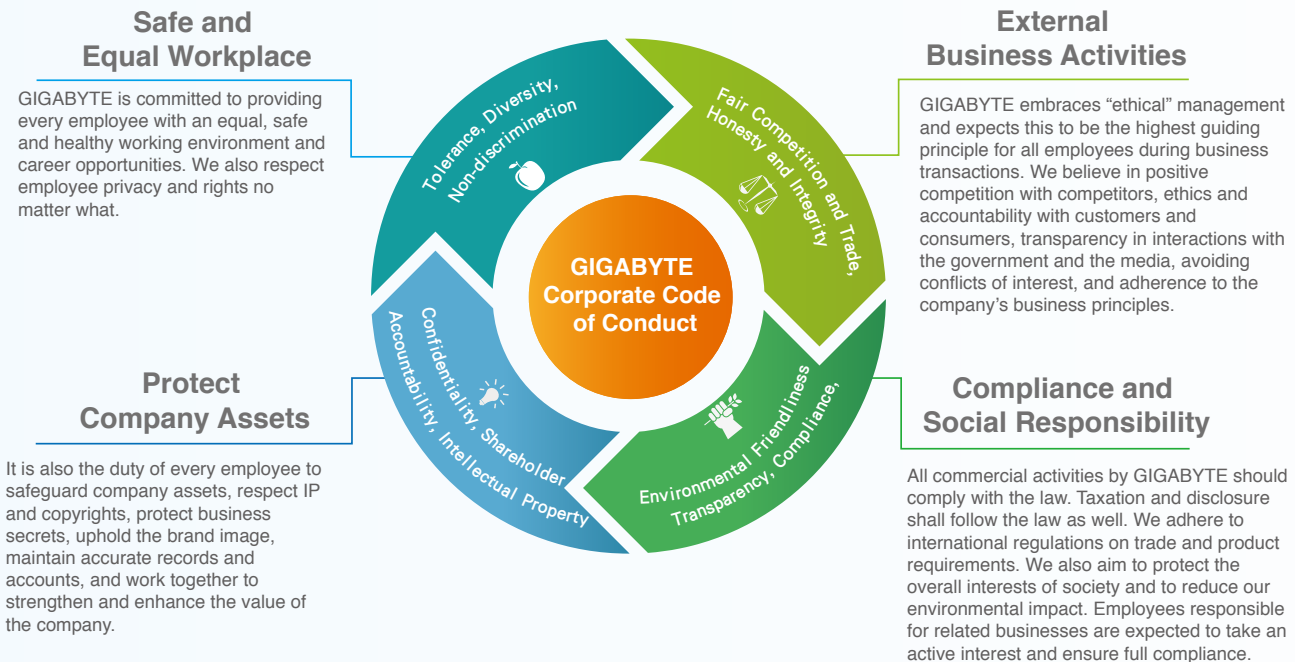 Safe and
Equal Workplace
GIGABYTE is committed to providing
every employee with an equal, safe
and healthy working environment and
career opportunities. We also respect
employee privacy and rights no
matter what.
External
Business Activities
GIGABYTE embraces “ethical” management
and expects this to be the highest guiding
principle for all employees during business
transactions. We believe in positive
competition with competitors, ethics and
accountability with customers and
consumers, transparency in interactions with
the government and the media, avoiding
conflicts of interest, and adherence to the
company’s business principles.
Tolerance, Diversity,
Non-discrimination
Fair Competition and Trade,
Honesty and Integrity
GIGABYTE
Corporate Code
of Conduct
Confidentiality, Shareholder
Accountability, Intellectual Property
Environmental Friendliness
Transparency, Compliance,
Protect
Company Assets
It is also the duty of every employee to
safeguard company assets, respect IP
and copyrights, protect business
secrets, uphold the brand image,
maintain accurate records and
accounts, and work together to
strengthen and enhance the value of
the company.
Compliance and
Social Responsibility
All commercial activities by GIGABYTE should
comply with the law. Taxation and disclosure
shall follow the law as well. We adhere to
international regulations on trade and product
requirements. We also aim to protect the
overall interests of society and to reduce our
environmental impact. Employees responsible
for related businesses are expected to take an
active interest and ensure full compliance.